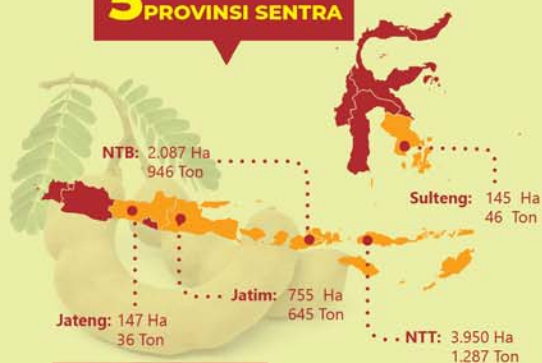 5 PROVINSI SENTRA
NTB: 2.087 Ha
946 Ton
Sulteng: 145 Ha
46 Ton
Jatim: 755 Ha
645 Ton
Jateng: 147 Ha
36 Ton
NTT: 3.950 Ha
1.287 Ton